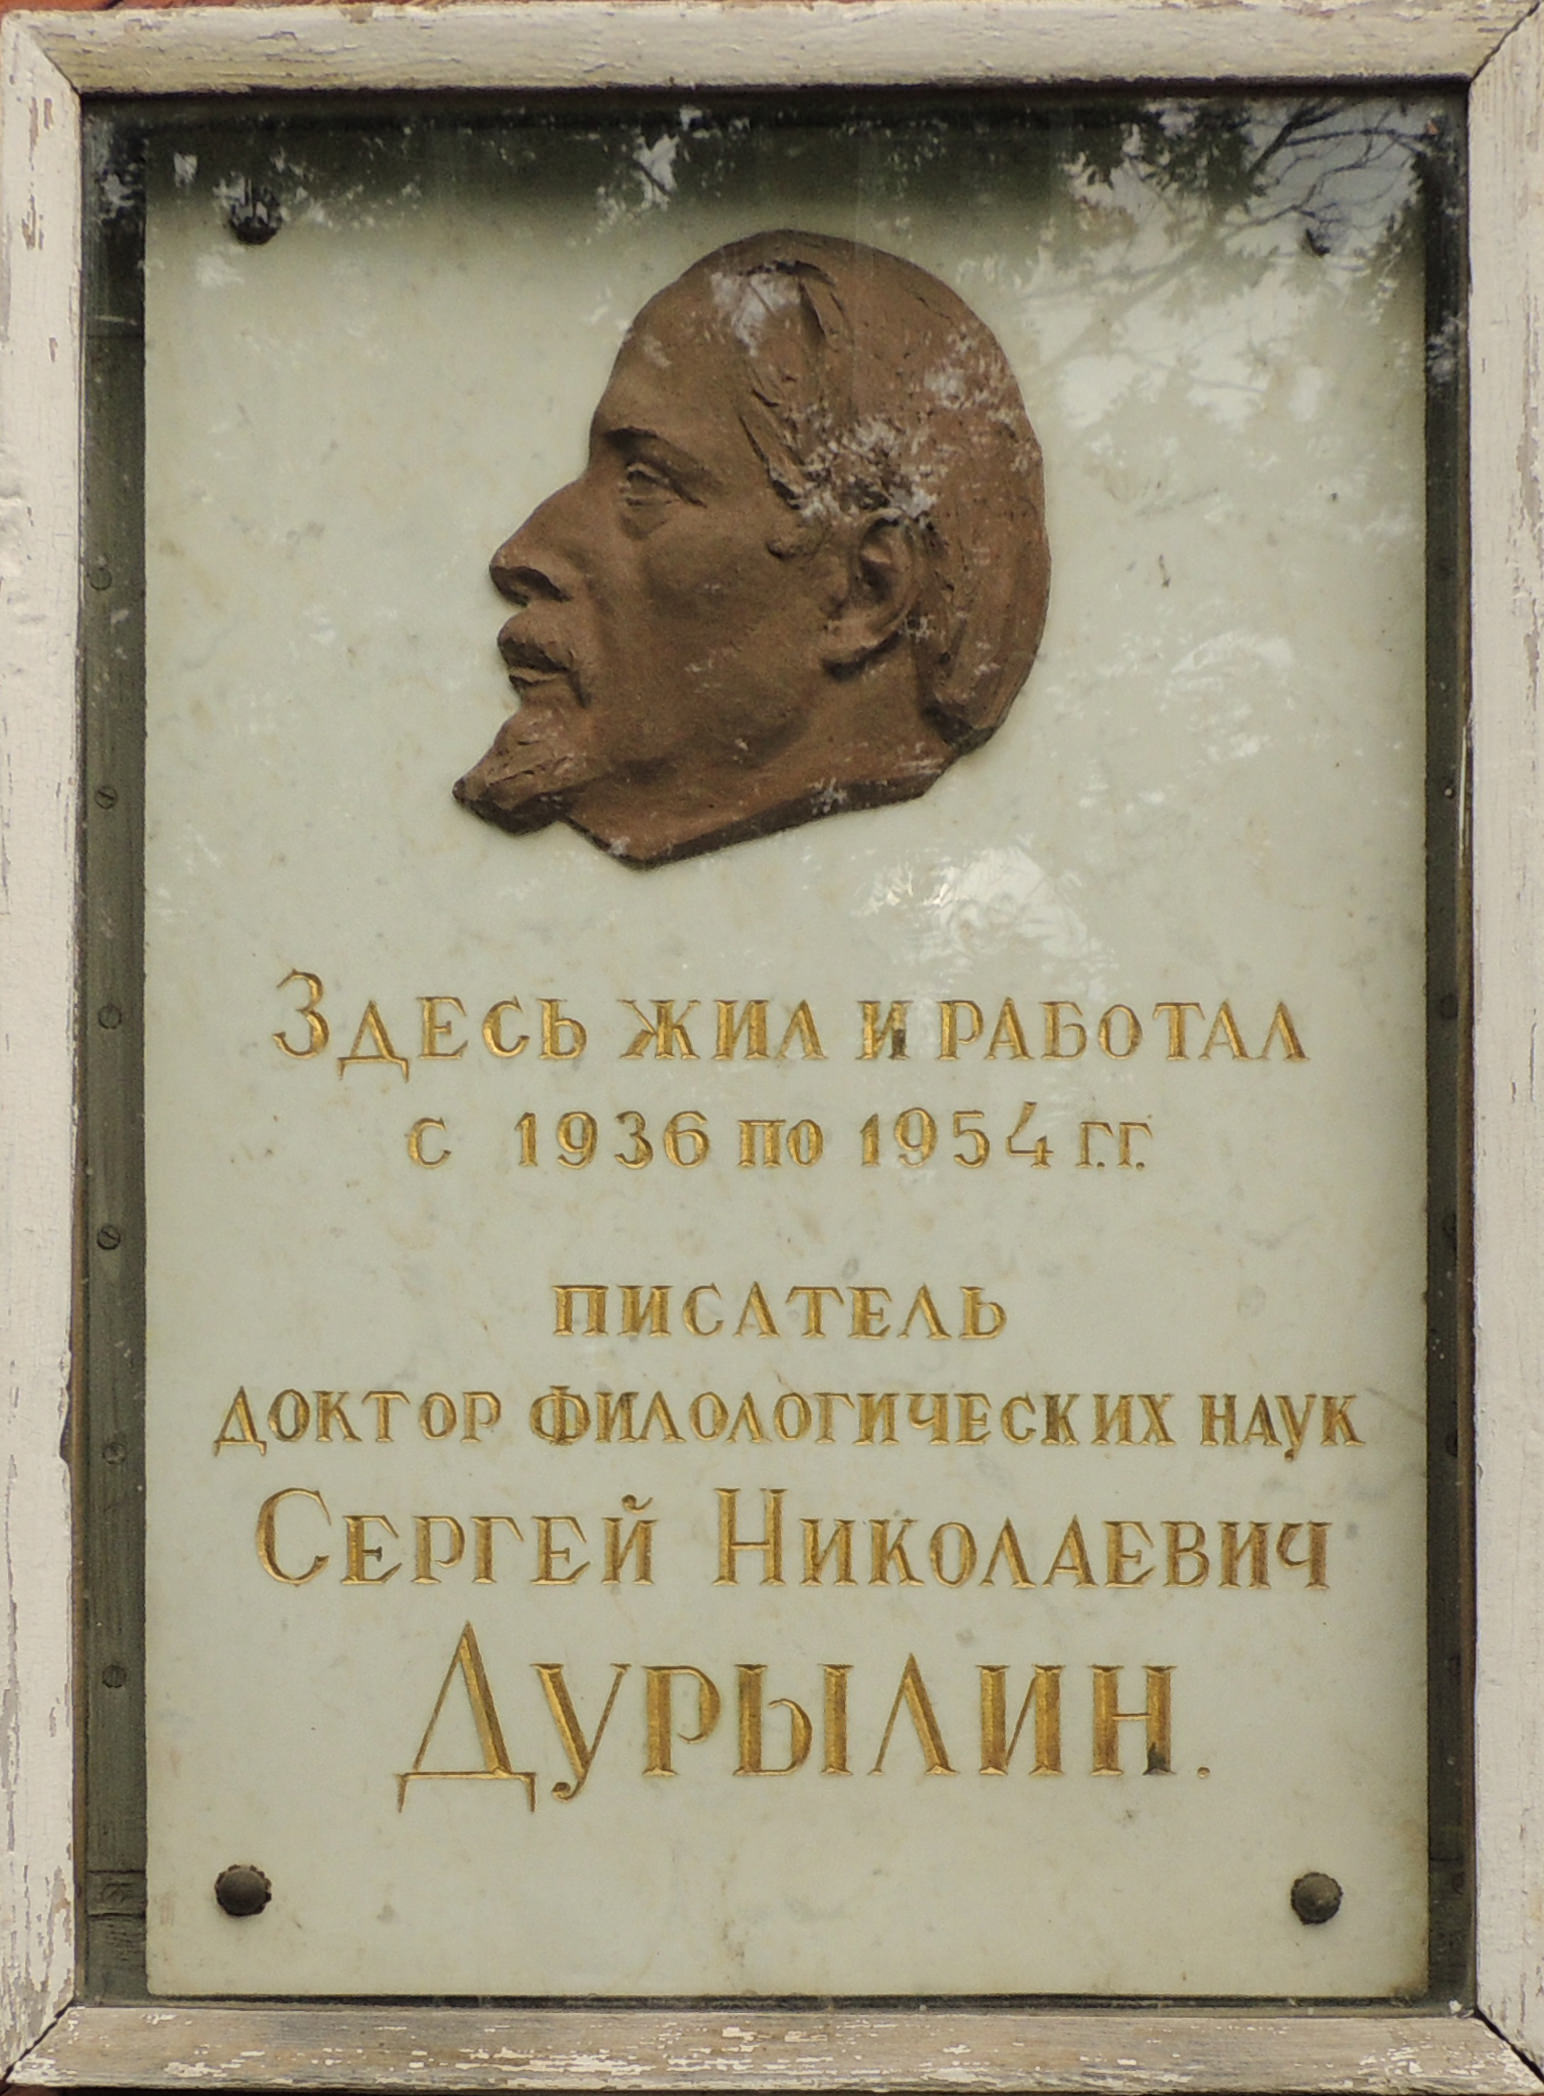 Здесь жил и работал
с 1936 по 1954 г.г.
писатель
доктор филологических наук
Сергей Николаевич
Дурылин.